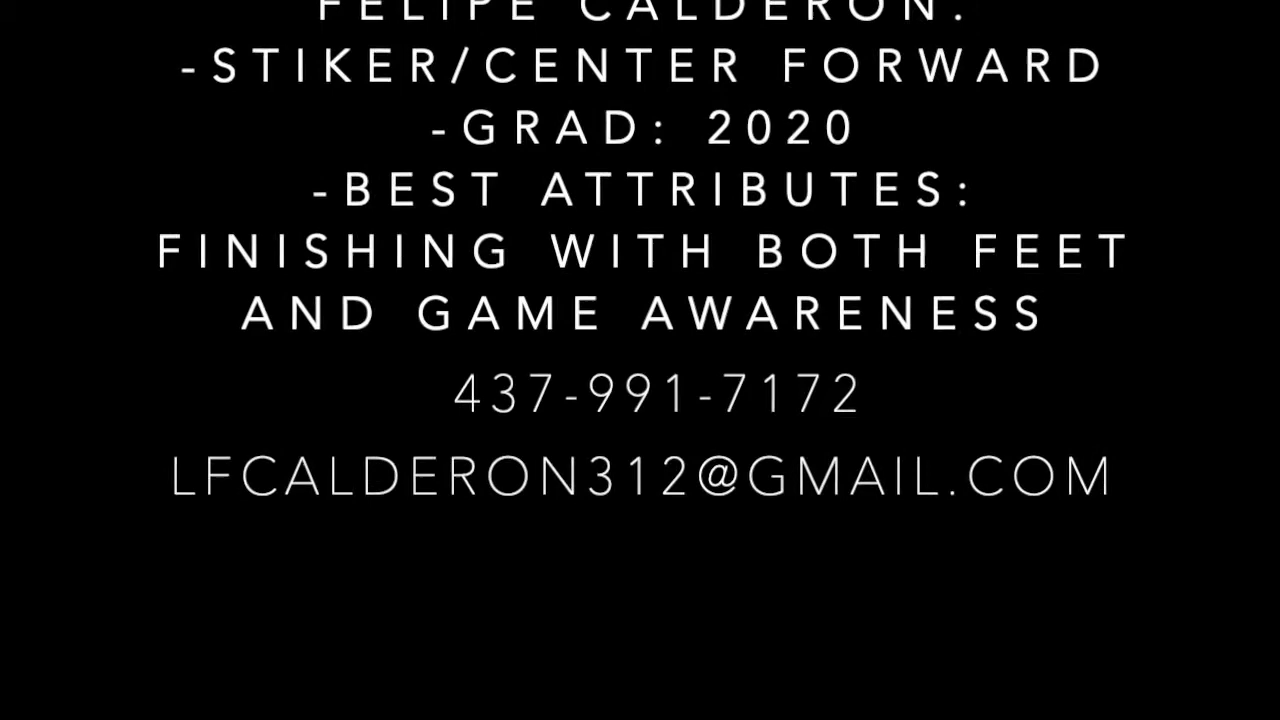 FELIPE CALDERON:
-STIKER/CENTER FORWARD
-GRAD: 2020
-BEST ATTRIBUTES:
FINISHING WITH BOTH FEET
AND GAME AWARENESS
437-991-7172
LFCALDERON312@GMAIL.COM